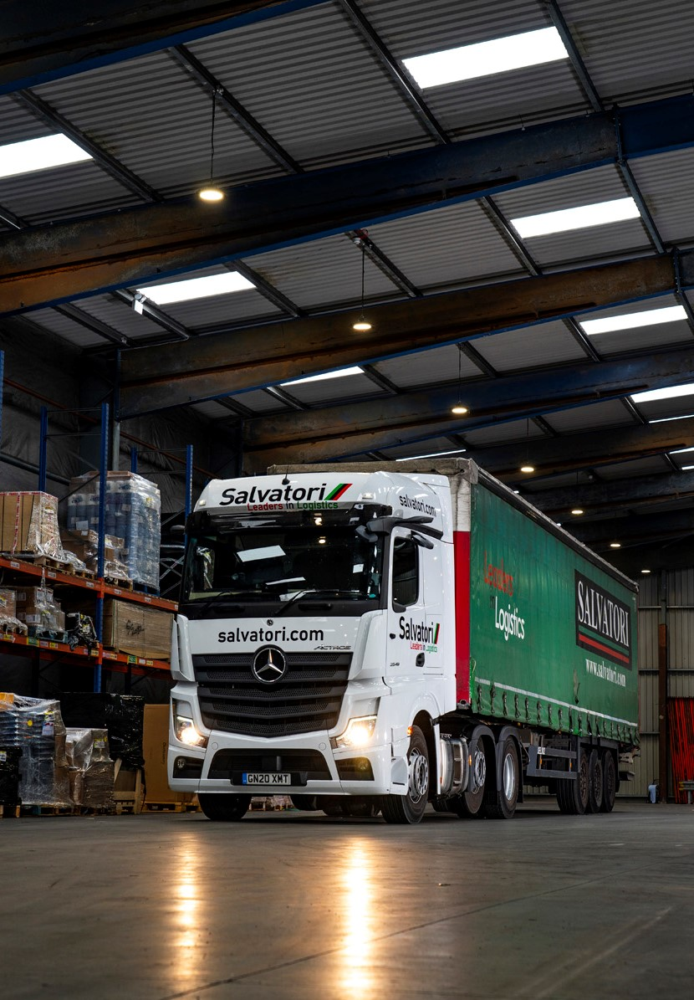 Salvatori
Leaders in Logistics
salvatori.com
salvatori.com
ACTROS
Salvatori
Leaders in Logistics
GN20 XMT
Leaders
in
Logistics
SALVATORI
www.salvatori.com